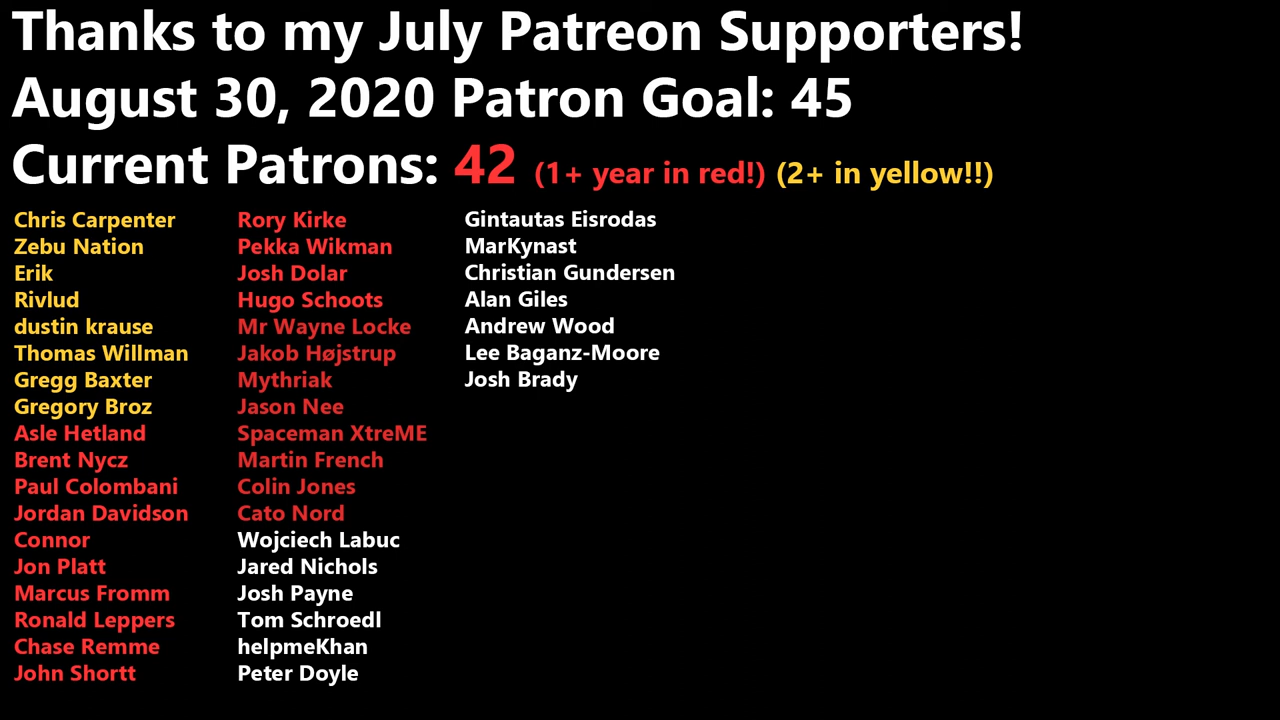 Thanks to my July Patreon Supporters!
August 30, 2020 Patron Goal: 45
Current Patrons: 42 (1+ year in red!) (2+ in yellow!!)
Chris Carpenter
Zebu Nation
Erik
Rivlud
dustin krause
Thomas Willman
Gregg Baxter
Gregory Broz
Asle Hetland
Brent Nycz
Paul Colombani
Jordan Davidson
Connor
Jon Platt
Marcus Fromm
Ronald Leppers
Chase Remme
John Shortt
Rory Kirke
Pekka Wikman
Josh Dolar
Hugo Schoots
Mr Wayne Locke
Jakob Højstrup
Mythriak
Jason Nee
Spaceman XtreME
Martin French
Colin Jones
Cato Nord
Wojciech Labuc
Jared Nichols
Josh Payne
Tom Schroedl
helpmeKhan
Peter Doyle
Gintautas Eisrodas
MarKynast
Christian Gundersen
Alan Giles
Andrew Wood
Lee Baganz-Moore
Josh Brady